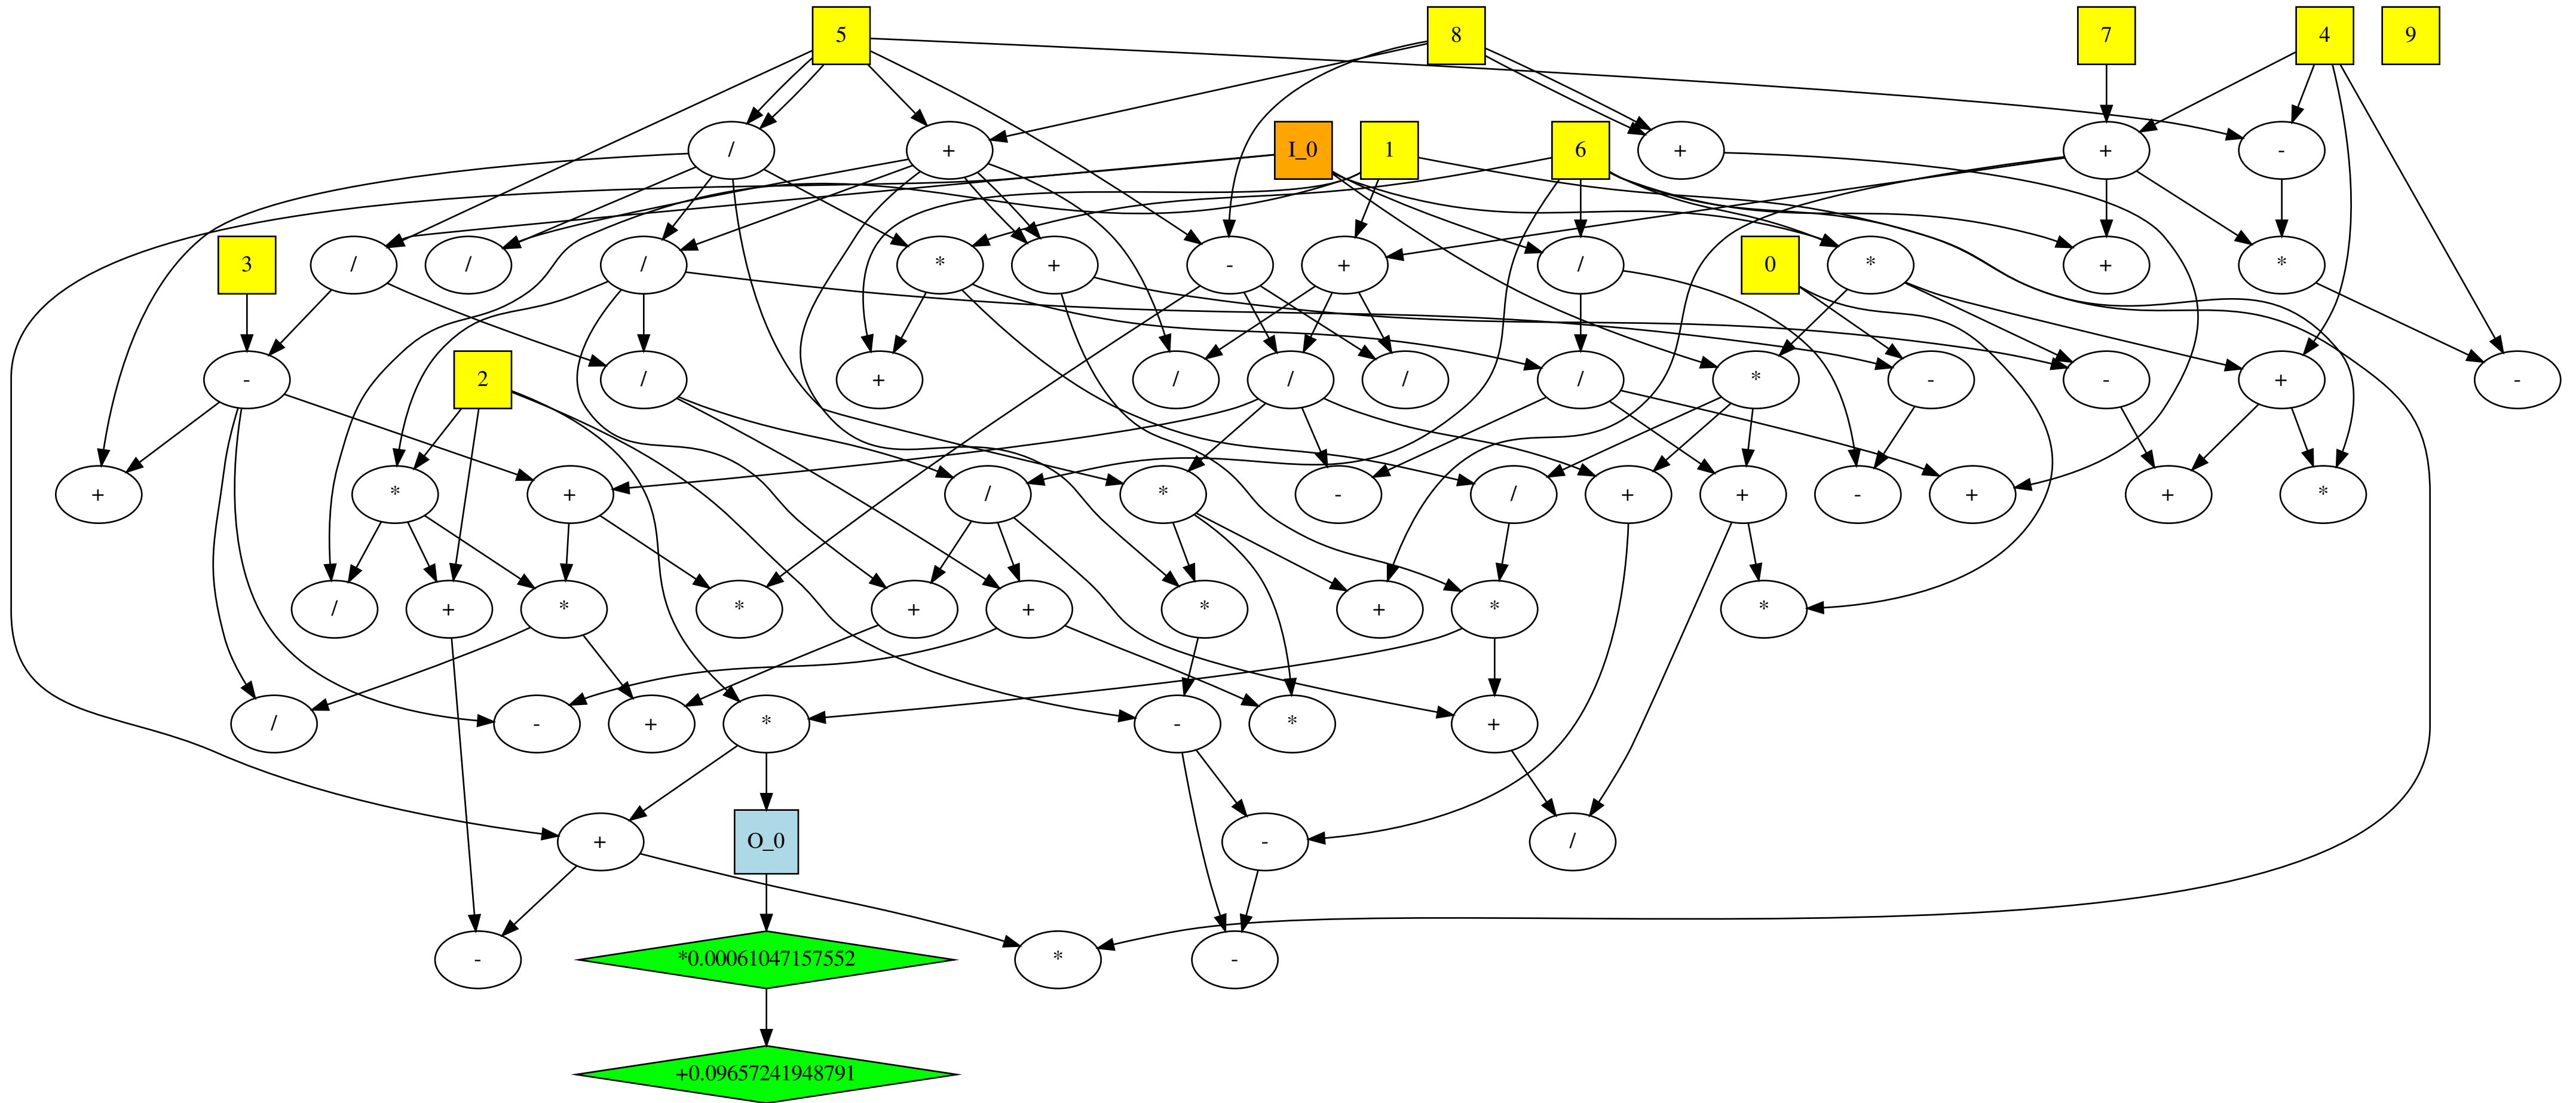 5 8 7 4 9
/ + I_0 1 6 + + -
3 / / / * + - + / 0 * + *
- 2 / + / / / / * - - + -
+ * + / * - / + + - + + *
/ + * * + + * + * *
/ - + * - * +
+ O_0 - /
- *0.00061047157552 * -
+0.09657241948791